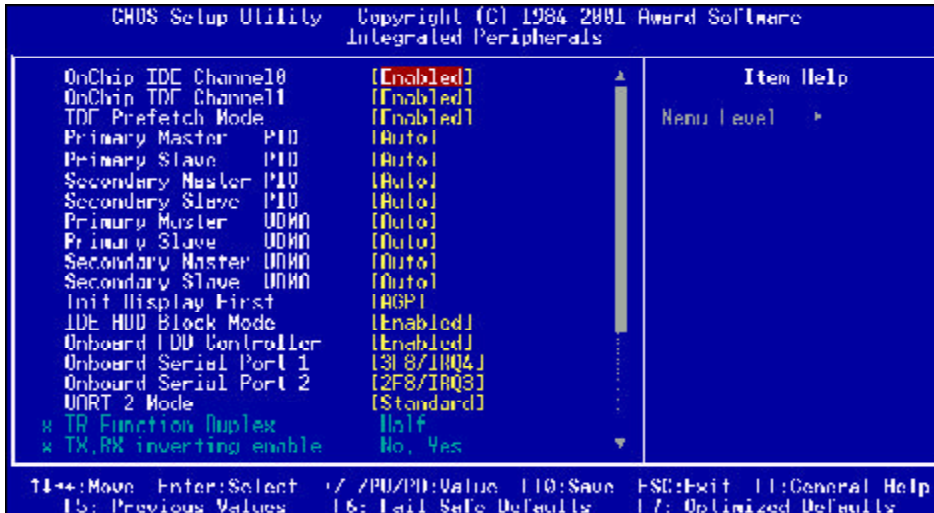 CMOS Setup Utility Copyright (C) 1984 2001 Award Software
Integrated Peripherals
OnChip IDE Channel0 [Enabled]
OnChip IDE Channel1 [Enabled]
IDE Prefetch Mode [Enabled]
Primary Master PIO [Auto]
Primary Slave PIO [Auto]
Secondary Master PIO [Auto]
Secondary Slave PIO [Auto]
Primary Master UDMA [Auto]
Primary Slave UDMA [Auto]
Secondary Master UDMA [Auto]
Secondary Slave UDMA [Auto]
Init Display First [AGP]
IDE HDD Block Mode [Enabled]
Onboard FDD Controller [Enabled]
Onboard Serial Port 1 [3F8/IRQ4]
Onboard Serial Port 2 [2F8/IRQ3]
UART 2 Mode [Standard]
x IR Function Duplex Half
x TX,RX inverting enable No, Yes
Item Help
Menu Level ▸
↑↓→←:Move Enter:Select +/-/PU/PD:Value F10:Save ESC:Exit F1:General Help
F5: Previous Values F6: Fail Safe Defaults F7: Optimized Defaults